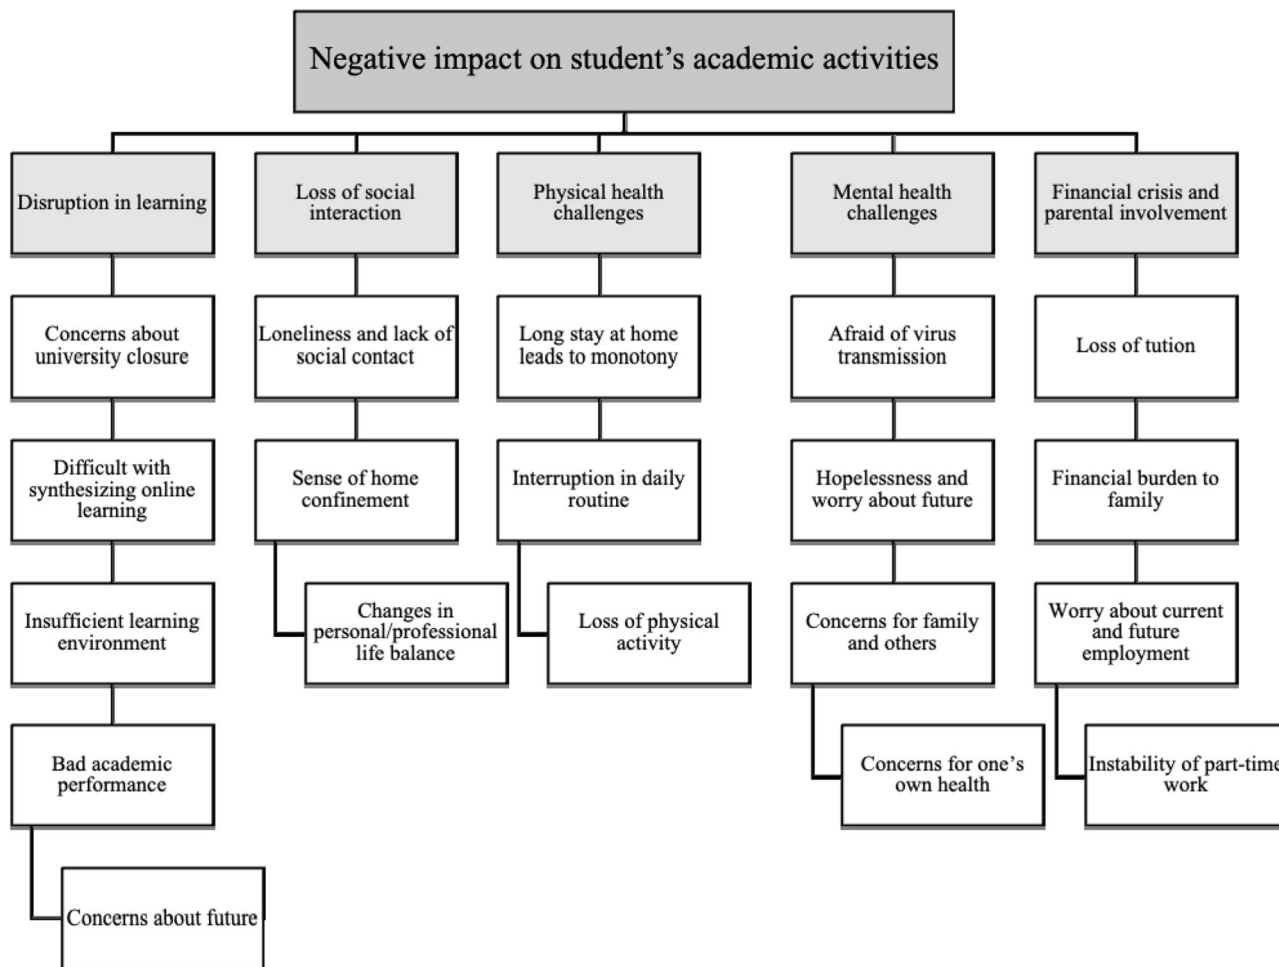 Negative impact on student’s academic activities
Disruption in learning
Loss of social
interaction
Physical health
challenges
Mental health
challenges
Financial crisis and
parental involvement
Concerns about
university closure
Loneliness and lack of
social contact
Long stay at home
leads to monotony
Afraid of virus
transmission
Loss of tution
Difficult with
synthesizing online
learning
Sense of home
confinement
Interruption in daily
routine
Hopelessness and
worry about future
Financial burden to
family
Insufficient learning
environment
Changes in
personal/professional
life balance
Loss of physical
activity
Concerns for family
and others
Worry about current
and future
employment
Bad academic
performance
Concerns for one’s
own health
Instability of part-time
work
Concerns about future